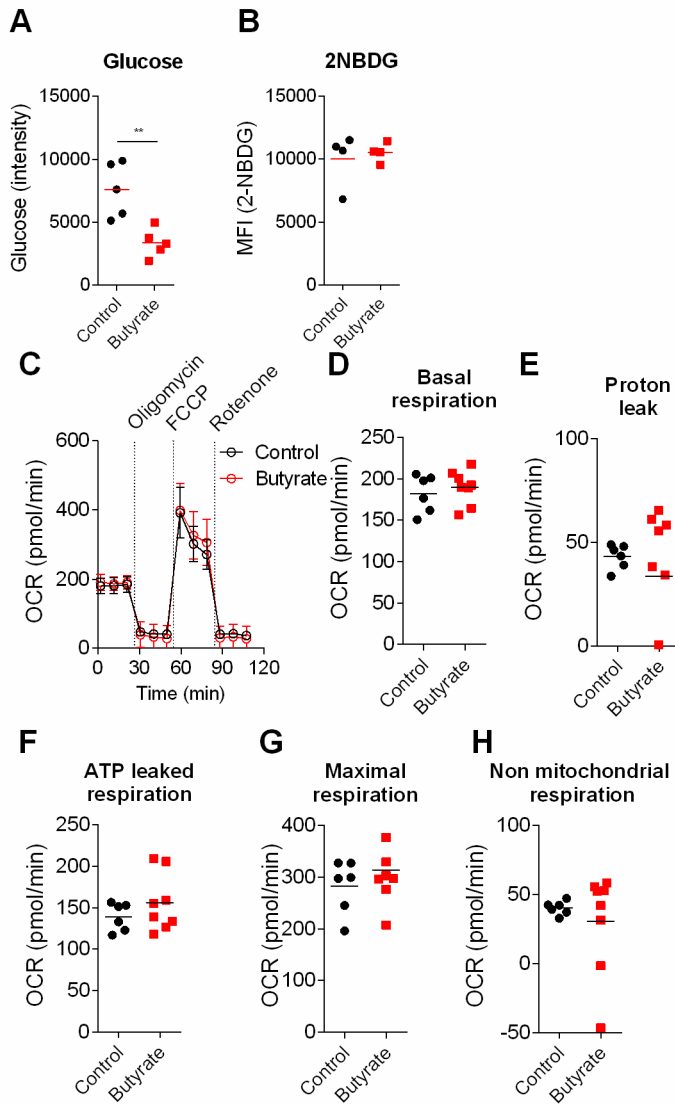 A
B
Glucose
2NBDG
Glucose (intensity)
15000
10000
5000
0
**
Control
Butyrate
MFI (2-NBDG)
15000
10000
5000
0
Control
Butyrate
C
Oligomycin
FCCP
Rotenone
OCR (pmol/min)
600
400
200
0
Control
Butyrate
0
30
60
90
120
Time (min)
D
Basal
respiration
OCR (pmol/min)
250
200
150
100
50
0
Control
Butyrate
E
Proton
leak
OCR (pmol/min)
100
50
0
Control
Butyrate
F
ATP leaked
respiration
OCR (pmol/min)
250
200
150
100
50
0
Control
Butyrate
G
Maximal
respiration
OCR (pmol/min)
400
300
200
0
Control
Butyrate
H
Non mitochondrial
respiration
OCR (pmol/min)
100
50
0
-50
Control
Butyrate